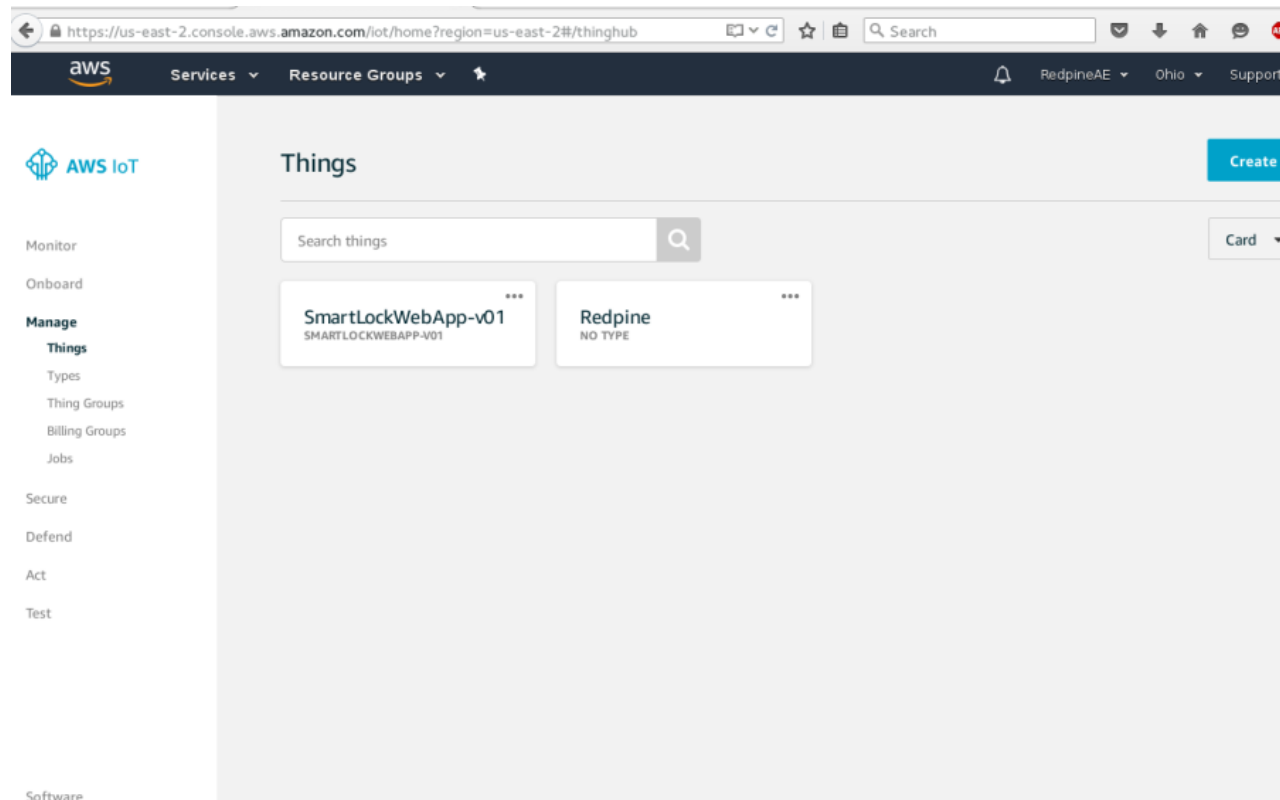 https://us-east-2.console.aws.amazon.com/iot/home?region=us-east-2#/thinghub
Search
aws
Services
Resource Groups
RedpineAE
Ohio
Support
AWS IoT
Things
Create
Monitor
Search things
Card
Onboard
SmartLockWebApp-v01
SMARTLOCKWEBAPP-V01
Redpine
NO TYPE
Manage
Things
Types
Thing Groups
Billing Groups
Jobs
Secure
Defend
Act
Test
Software